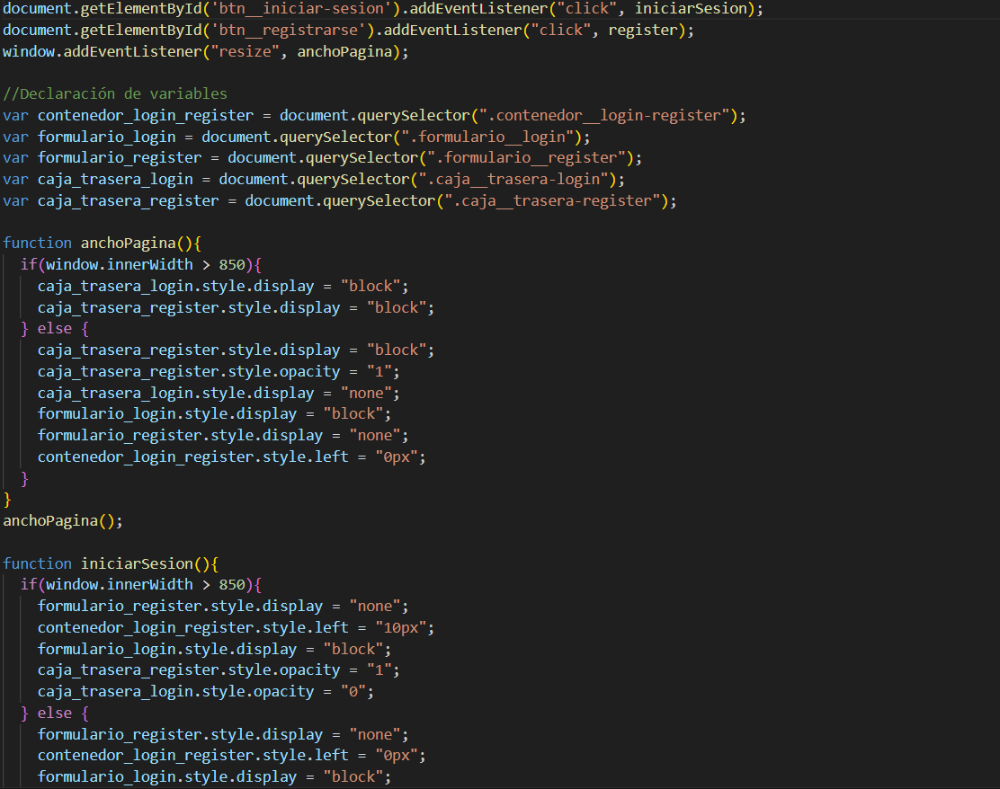 document.getElementById('btn__iniciar-sesion').addEventListener("click", iniciarSesion);
document.getElementById('btn__registrarse').addEventListener("click", register);
window.addEventListener("resize", anchoPagina);

//Declaración de variables
var contenedor_login_register = document.querySelector(".contenedor__login-register");
var formulario_login = document.querySelector(".formulario__login");
var formulario_register = document.querySelector(".formulario__register");
var caja_trasera_login = document.querySelector(".caja__trasera-login");
var caja_trasera_register = document.querySelector(".caja__trasera-register");

function anchoPagina(){
  if(window.innerWidth > 850){
    caja_trasera_login.style.display = "block";
    caja_trasera_register.style.display = "block";
  } else {
    caja_trasera_register.style.display = "block";
    caja_trasera_register.style.opacity = "1";
    caja_trasera_login.style.display = "none";
    formulario_login.style.display = "block";
    formulario_register.style.display = "none";
    contenedor_login_register.style.left = "0px";
  }
}
anchoPagina();

function iniciarSesion(){
  if(window.innerWidth > 850){
    formulario_register.style.display = "none";
    contenedor_login_register.style.left = "10px";
    formulario_login.style.display = "block";
    caja_trasera_register.style.opacity = "1";
    caja_trasera_login.style.opacity = "0";
  } else {
    formulario_register.style.display = "none";
    contenedor_login_register.style.left = "0px";
    formulario_login.style.display = "block";